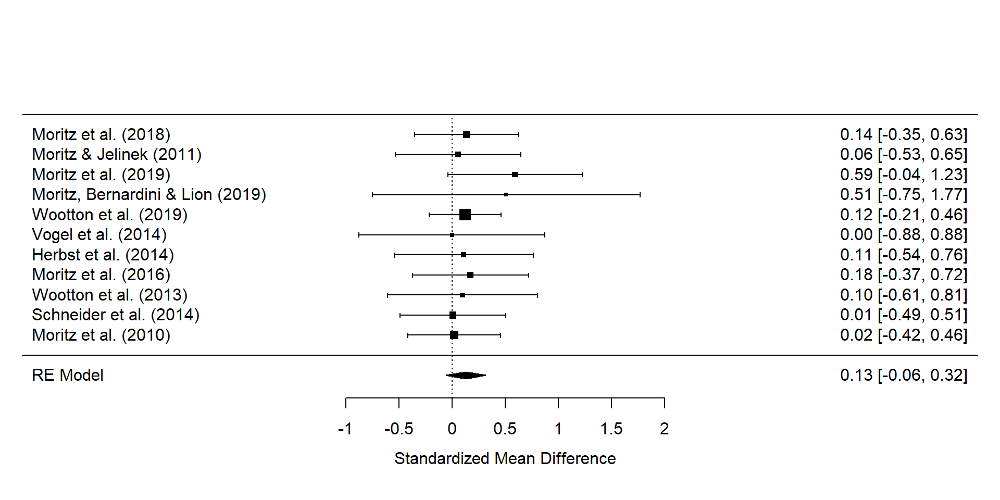 Moritz et al. (2018) 0.14 [-0.35, 0.63]
Moritz & Jelinek (2011) 0.06 [-0.53, 0.65]
Moritz et al. (2019) 0.59 [-0.04, 1.23]
Moritz, Bernardini & Lion (2019) 0.51 [-0.75, 1.77]
Wootton et al. (2019) 0.12 [-0.21, 0.46]
Vogel et al. (2014) 0.00 [-0.88, 0.88]
Herbst et al. (2014) 0.11 [-0.54, 0.76]
Moritz et al. (2016) 0.18 [-0.37, 0.72]
Wootton et al. (2013) 0.10 [-0.61, 0.81]
Schneider et al. (2014) 0.01 [-0.49, 0.51]
Moritz et al. (2010) 0.02 [-0.42, 0.46]
RE Model 0.13 [-0.06, 0.32]
-1 -0.5 0 0.5 1 1.5 2
Standardized Mean Difference